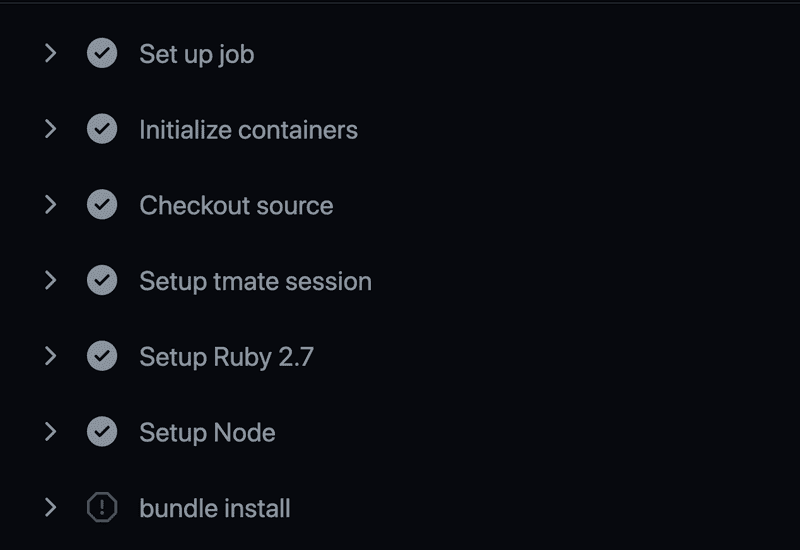 Set up job
Initialize containers
Checkout source
Setup tmate session
Setup Ruby 2.7
Setup Node
bundle install